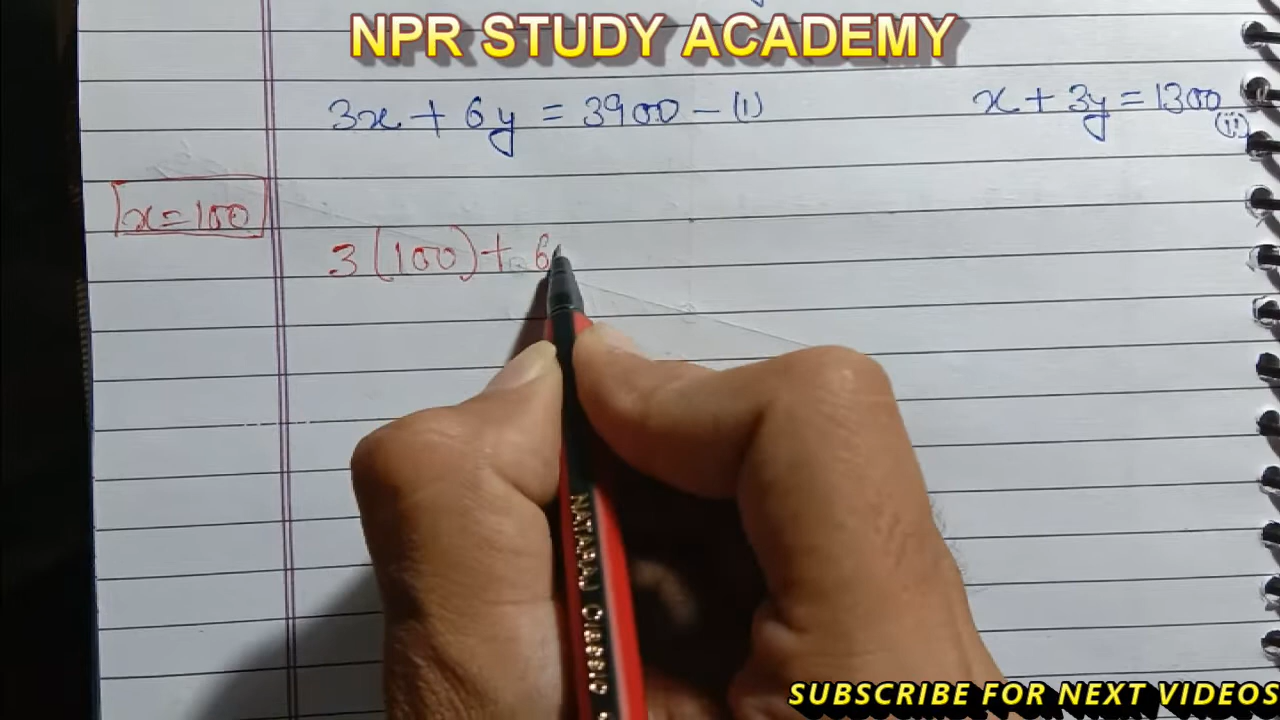 NPR STUDY ACADEMY
3x + 6y = 3900 - (i)
x + 3y = 1300
(ii)
x = 100
3(100) + 6
NATARAJ Classic
SUBSCRIBE FOR NEXT VIDEOS